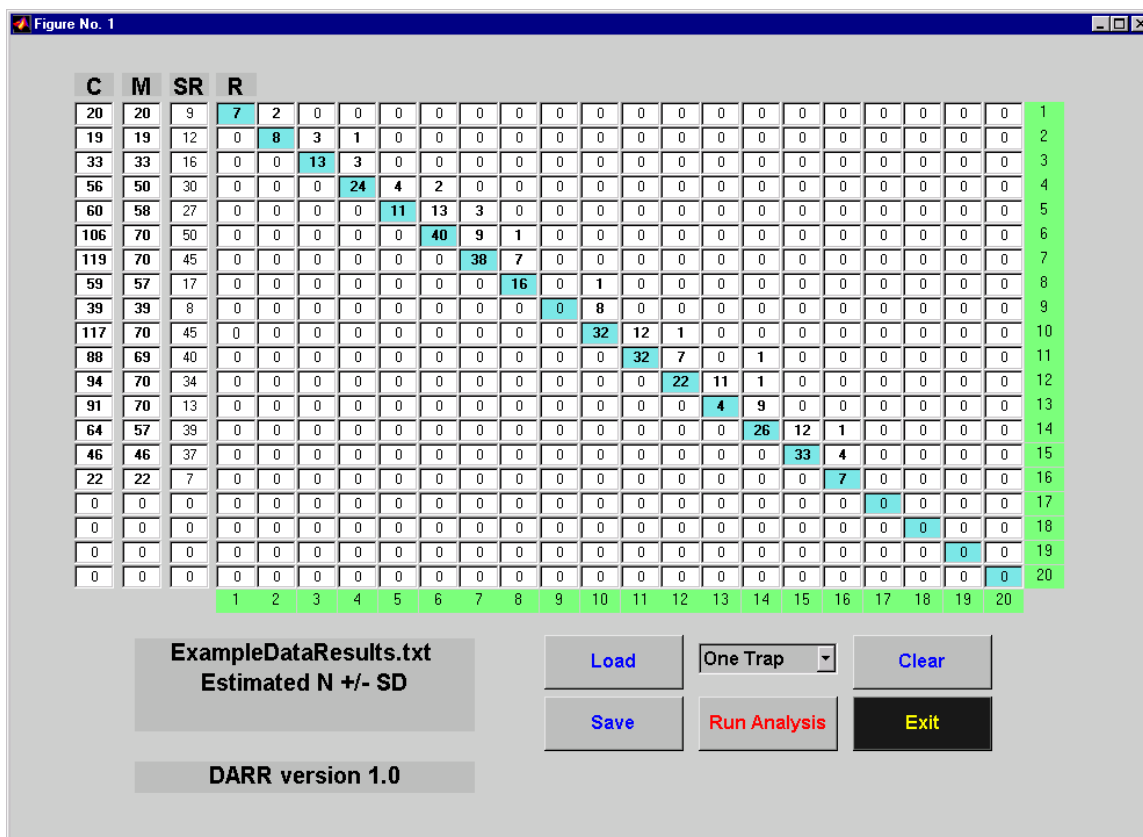 Figure No. 1
C M SR R
20 20 9 7 2 0 0 0 0 0 0 0 0 0 0 0 0 0 0 0 0 0 0 1
19 19 12 0 8 3 1 0 0 0 0 0 0 0 0 0 0 0 0 0 0 0 0 2
33 33 16 0 0 13 3 0 0 0 0 0 0 0 0 0 0 0 0 0 0 0 0 3
56 50 30 0 0 0 24 4 2 0 0 0 0 0 0 0 0 0 0 0 0 0 0 4
60 58 27 0 0 0 0 11 13 3 0 0 0 0 0 0 0 0 0 0 0 0 0 5
106 70 50 0 0 0 0 0 40 9 1 0 0 0 0 0 0 0 0 0 0 0 0 6
119 70 45 0 0 0 0 0 0 38 7 0 0 0 0 0 0 0 0 0 0 0 0 7
59 57 17 0 0 0 0 0 0 0 16 0 1 0 0 0 0 0 0 0 0 0 0 8
39 39 8 0 0 0 0 0 0 0 0 0 8 0 0 0 0 0 0 0 0 0 0 9
117 70 45 0 0 0 0 0 0 0 0 0 32 12 1 0 0 0 0 0 0 0 0 10
88 69 40 0 0 0 0 0 0 0 0 0 0 32 7 0 1 0 0 0 0 0 0 11
94 70 34 0 0 0 0 0 0 0 0 0 0 0 22 11 1 0 0 0 0 0 0 12
91 70 13 0 0 0 0 0 0 0 0 0 0 0 0 4 9 0 0 0 0 0 0 13
64 57 39 0 0 0 0 0 0 0 0 0 0 0 0 0 26 12 1 0 0 0 0 14
46 46 37 0 0 0 0 0 0 0 0 0 0 0 0 0 0 33 4 0 0 0 0 15
22 22 7 0 0 0 0 0 0 0 0 0 0 0 0 0 0 0 7 0 0 0 0 16
0 0 0 0 0 0 0 0 0 0 0 0 0 0 0 0 0 0 0 0 0 0 0 17
0 0 0 0 0 0 0 0 0 0 0 0 0 0 0 0 0 0 0 0 0 0 0 18
0 0 0 0 0 0 0 0 0 0 0 0 0 0 0 0 0 0 0 0 0 0 0 19
0 0 0 0 0 0 0 0 0 0 0 0 0 0 0 0 0 0 0 0 0 0 0 20
1 2 3 4 5 6 7 8 9 10 11 12 13 14 15 16 17 18 19 20
ExampleDataResults.txt
Estimated N +/- SD
Load One Trap Clear
Save Run Analysis Exit
DARR version 1.0